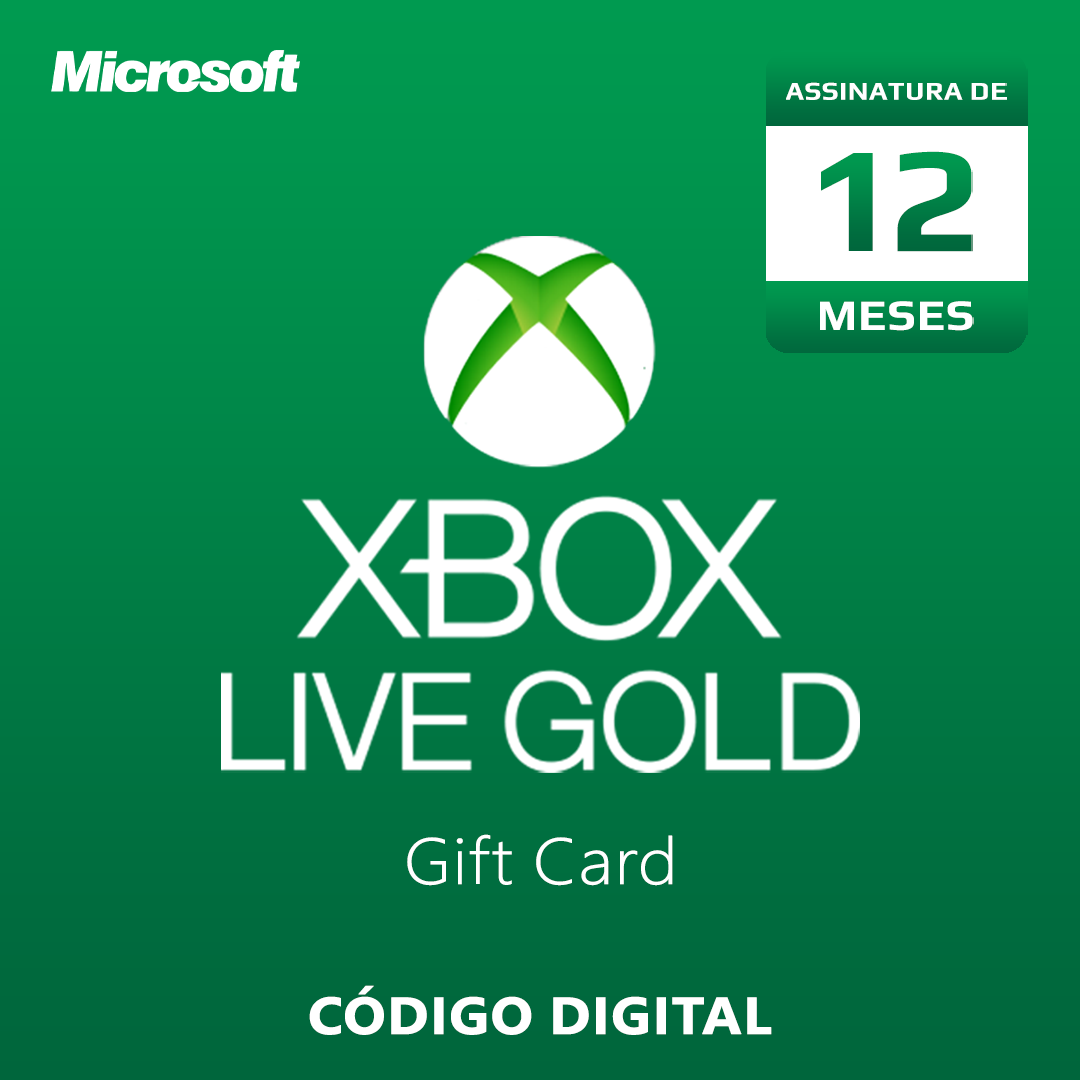 Microsoft
ASSINATURA DE
12
MESES
XBOX
LIVE GOLD
Gift Card
CÓDIGO DIGITAL